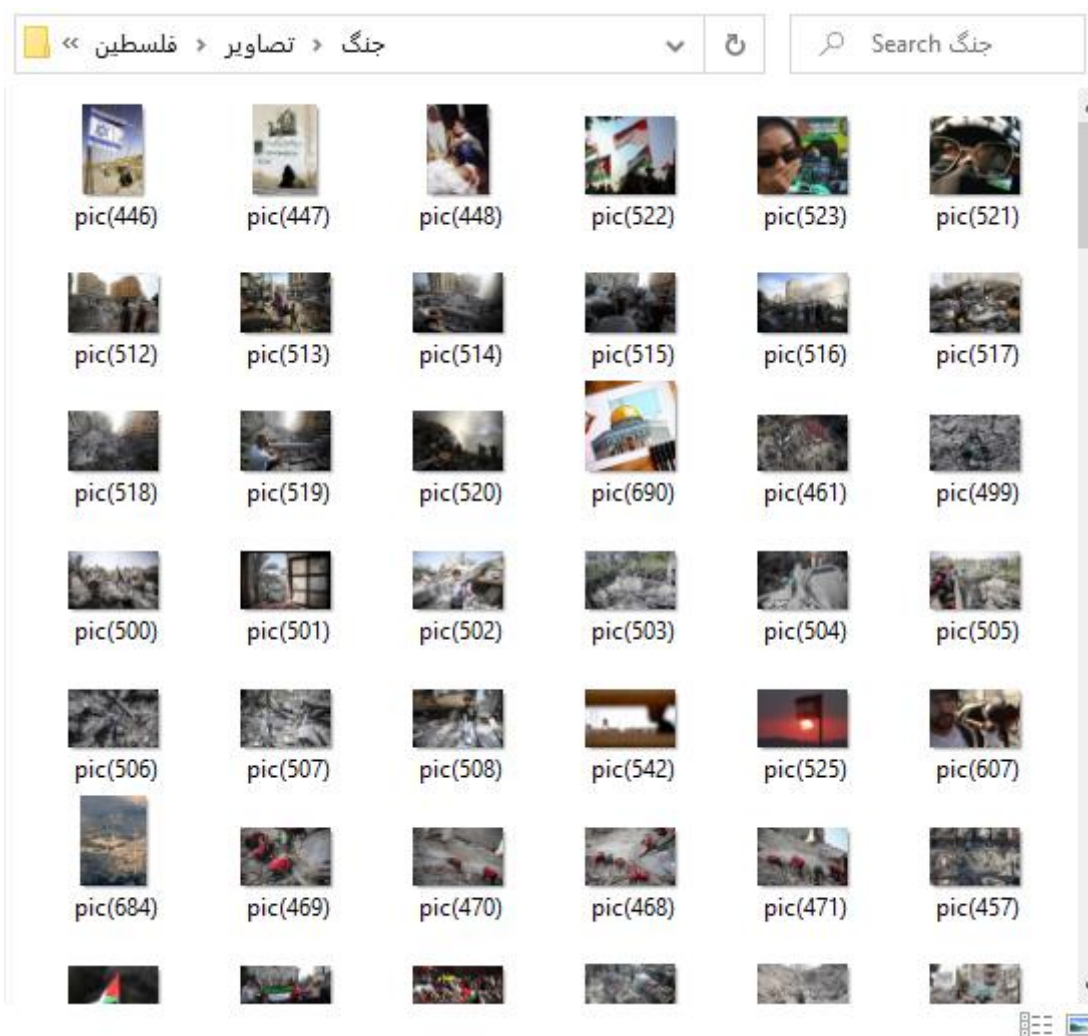 « فلسطین › تصاویر › جنگ
Search جنگ
pic(446) pic(447) pic(448) pic(522) pic(523) pic(521)
pic(512) pic(513) pic(514) pic(515) pic(516) pic(517)
pic(518) pic(519) pic(520) pic(690) pic(461) pic(499)
pic(500) pic(501) pic(502) pic(503) pic(504) pic(505)
pic(506) pic(507) pic(508) pic(542) pic(525) pic(607)
pic(684) pic(469) pic(470) pic(468) pic(471) pic(457)